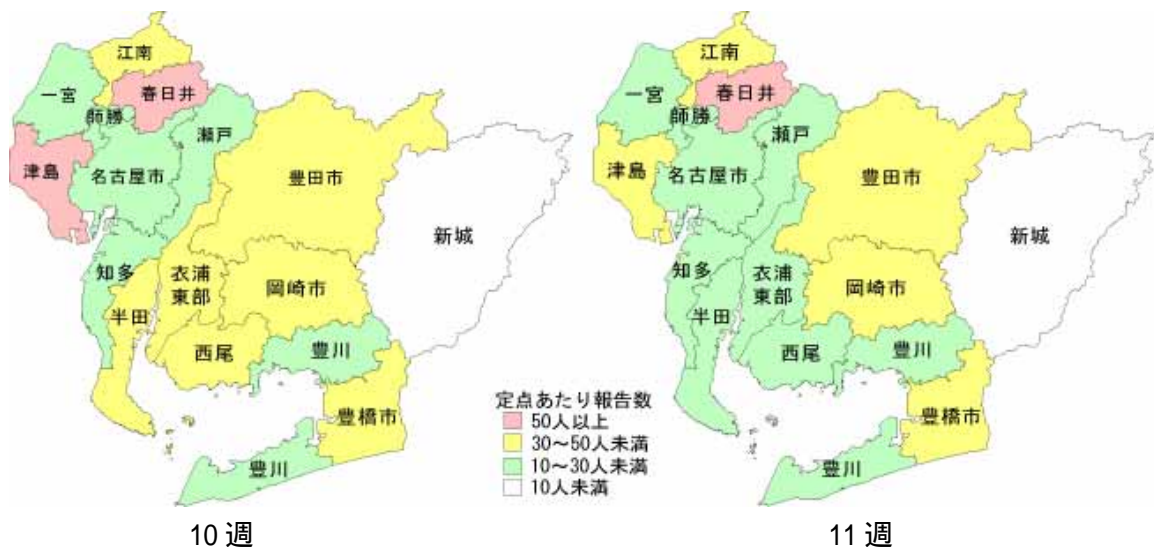 江南
一宮
春日井
師勝
瀬戸
津島
名古屋市
豊田市
新城
知多
衣浦
東部
岡崎市
半田
西尾
豊川
豊橋市
豊川
10週
定点あたり報告数
50人以上
30～50人未満
10～30人未満
10人未満
江南
一宮
春日井
師勝
瀬戸
津島
名古屋市
豊田市
新城
知多
衣浦
東部
岡崎市
半田
西尾
豊川
豊橋市
豊川
11週